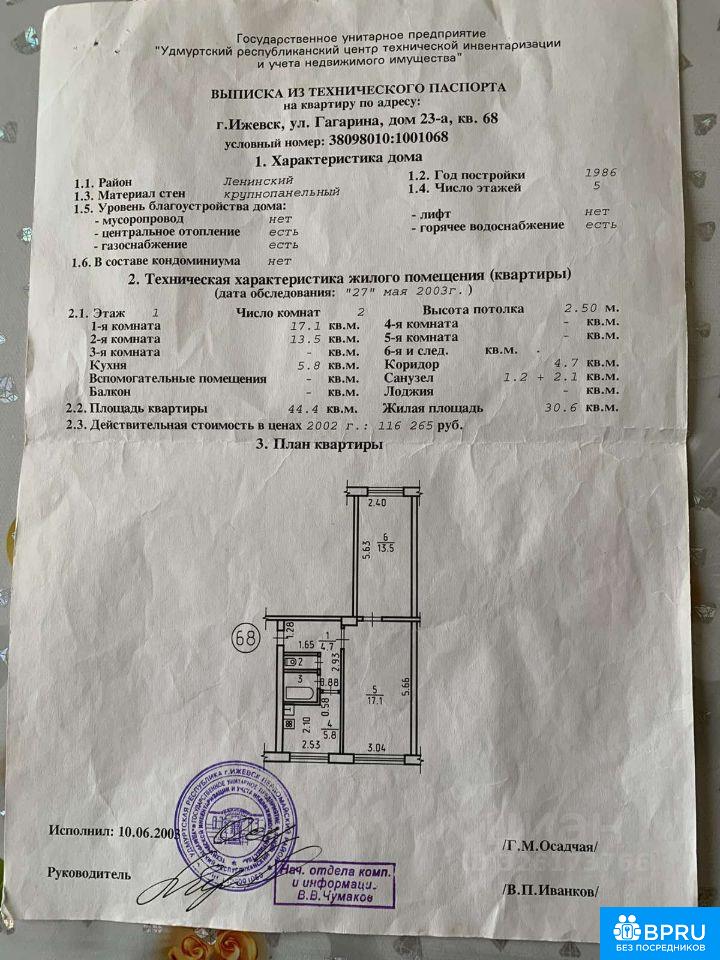 Государственное унитарное предприятие
"Удмуртский республиканский центр технической инвентаризации
и учета недвижимого имущества"
ВЫПИСКА ИЗ ТЕХНИЧЕСКОГО ПАСПОРТА
на квартиру по адресу:
г.Ижевск, ул. Гагарина, дом 23-а, кв. 68
условный номер: 38098010:1001068
1. Характеристика дома
1.1. Район Ленинский 1.2. Год постройки 1986
1.3. Материал стен крупнопанельный 1.4. Число этажей 5
1.5. Уровень благоустройства дома:
- мусоропровод нет - лифт нет
- центральное отопление есть - горячее водоснабжение есть
- газоснабжение есть
1.6. В составе кондоминиума нет
2. Техническая характеристика жилого помещения (квартиры)
(дата обследования: "27" мая 2003г. )
2.1. Этаж 1 Число комнат 2 Высота потолка 2.50 м.
1-я комната 17.1 кв.м. 4-я комната - кв.м.
2-я комната 13.5 кв.м. 5-я комната - кв.м.
3-я комната - кв.м. 6-я и след. кв.м. -
Кухня 5.8 кв.м. Коридор 4.7 кв.м.
Вспомогательные помещения - кв.м. Санузел 1.2 + 2.1 кв.м.
Балкон - кв.м. Лоджия - кв.м.
2.2. Площадь квартиры 44.4 кв.м. Жилая площадь 30.6 кв.м.
2.3. Действительная стоимость в ценах 2002 г.: 116 265 руб.
3. План квартиры
2.40
5.63
6
13.5
68
1.28
1.65
1
4.7
2.93
2
3
0.88
0.58
5
17.1
5.66
2.10
4
5.8
2.53
3.04
Исполнил: 10.06.2003
/Г.М.Осадчая/
Руководитель
Нач. отдела комп.
и информаци.
В.В.Чумаков
/В.П.Иванков/
BPRU
БЕЗ ПОСРЕДНИКОВ